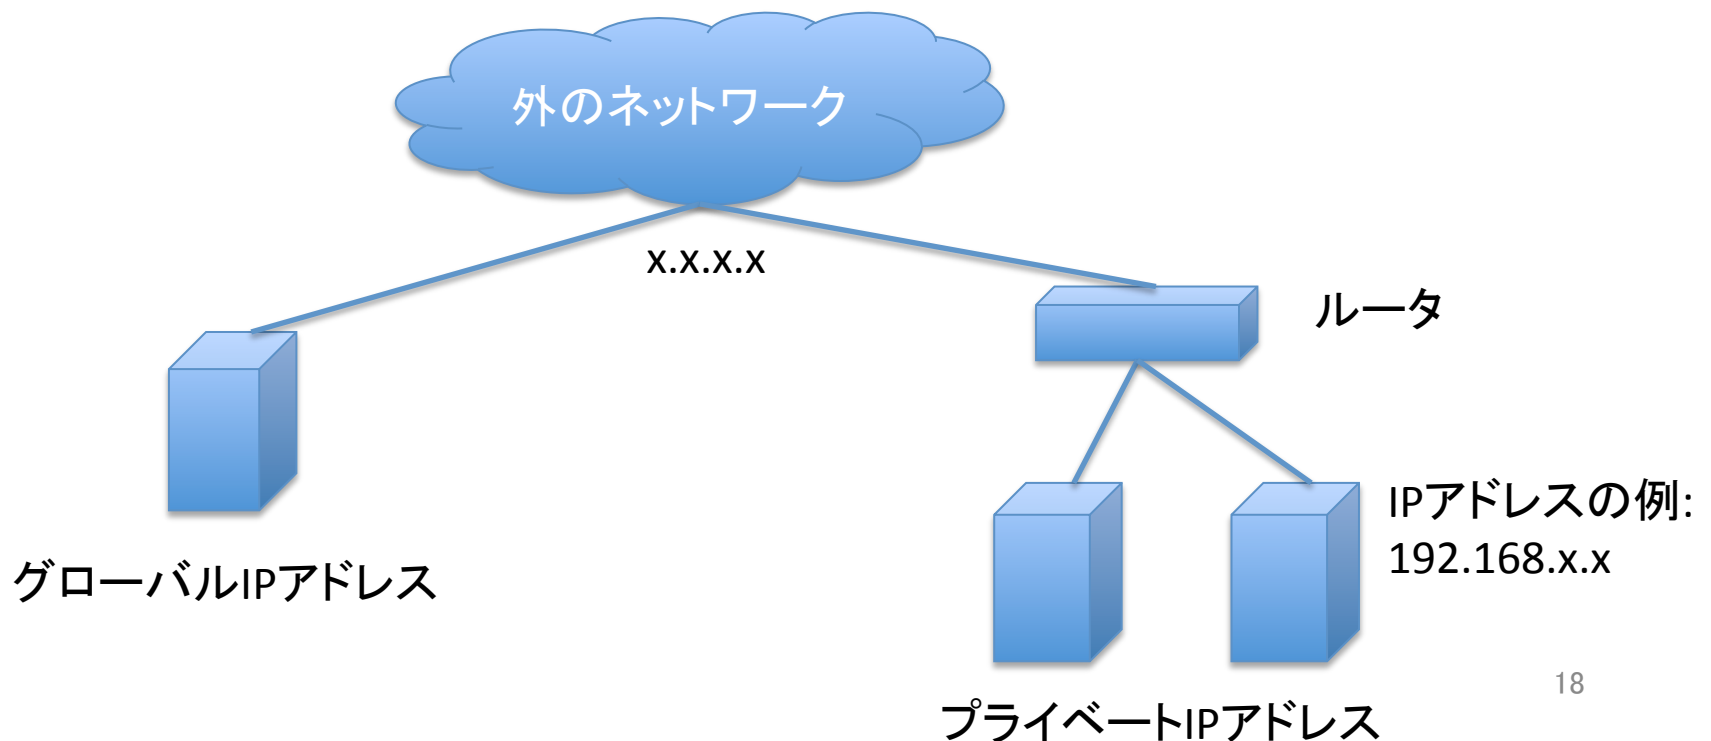 外のネットワーク
x.x.x.x
ルータ
IPアドレスの例:
192.168.x.x
グローバルIPアドレス
プライベートIPアドレス
18